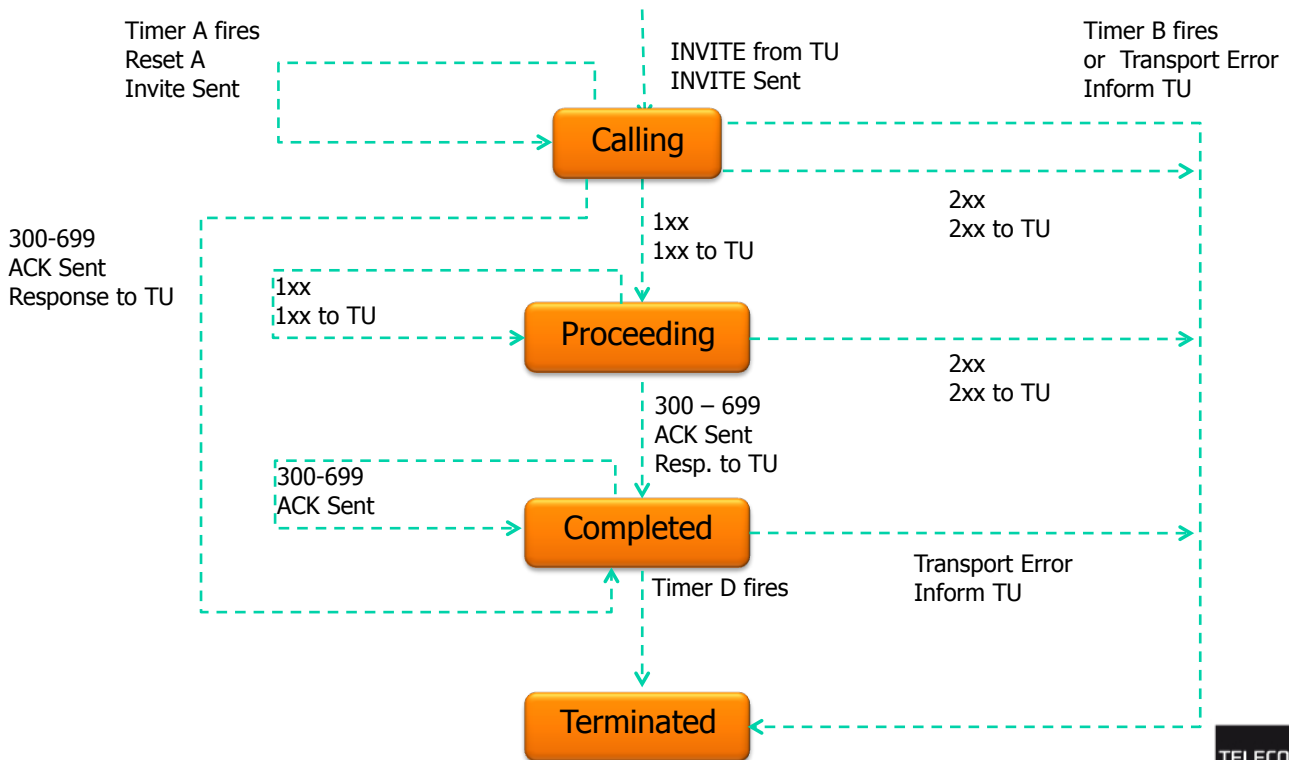 Timer A fires
Reset A
Invite Sent
INVITE from TU
INVITE Sent
Timer B fires
or Transport Error
Inform TU
Calling
2xx
2xx to TU
1xx
1xx to TU
300-699
ACK Sent
Response to TU
1xx
1xx to TU
Proceeding
2xx
2xx to TU
300 – 699
ACK Sent
Resp. to TU
300-699
ACK Sent
Completed
Transport Error
Inform TU
Timer D fires
Terminated